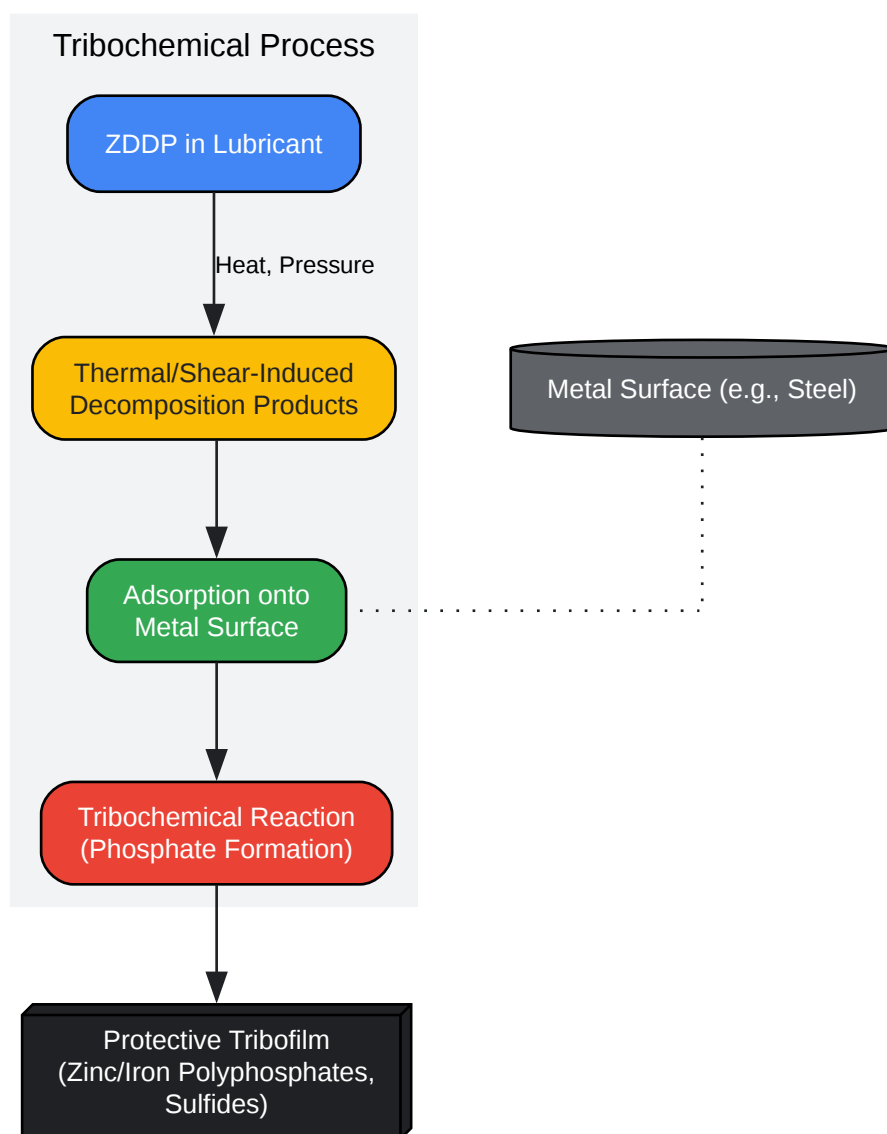 Tribochemical Process
ZDDP in Lubricant
Heat, Pressure
Thermal/Shear-Induced
Decomposition Products
Metal Surface (e.g., Steel)
Adsorption onto
Metal Surface
Tribochemical Reaction
(Phosphate Formation)
Protective Tribofilm
(Zinc/Iron Polyphosphates,
Sulfides)